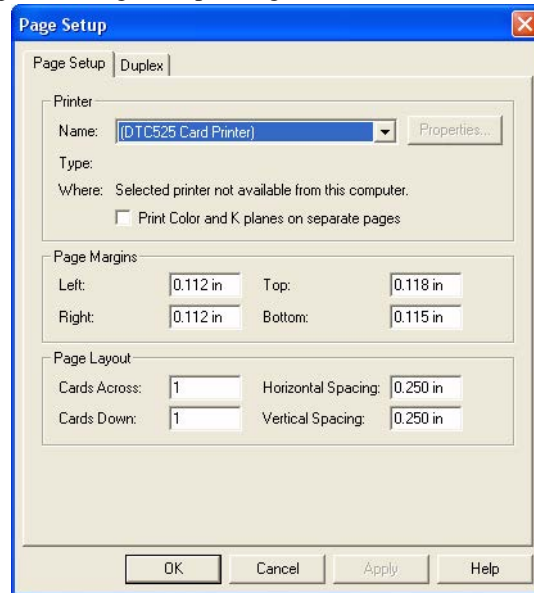 Page Setup
Page Setup Duplex
Printer
Name: (DTC525 Card Printer) Properties...
Type:
Where: Selected printer not available from this computer.
Print Color and K planes on separate pages
Page Margins
Left: 0.112 in Top: 0.118 in
Right: 0.112 in Bottom: 0.115 in
Page Layout
Cards Across: 1 Horizontal Spacing: 0.250 in
Cards Down: 1 Vertical Spacing: 0.250 in
OK Cancel Apply Help